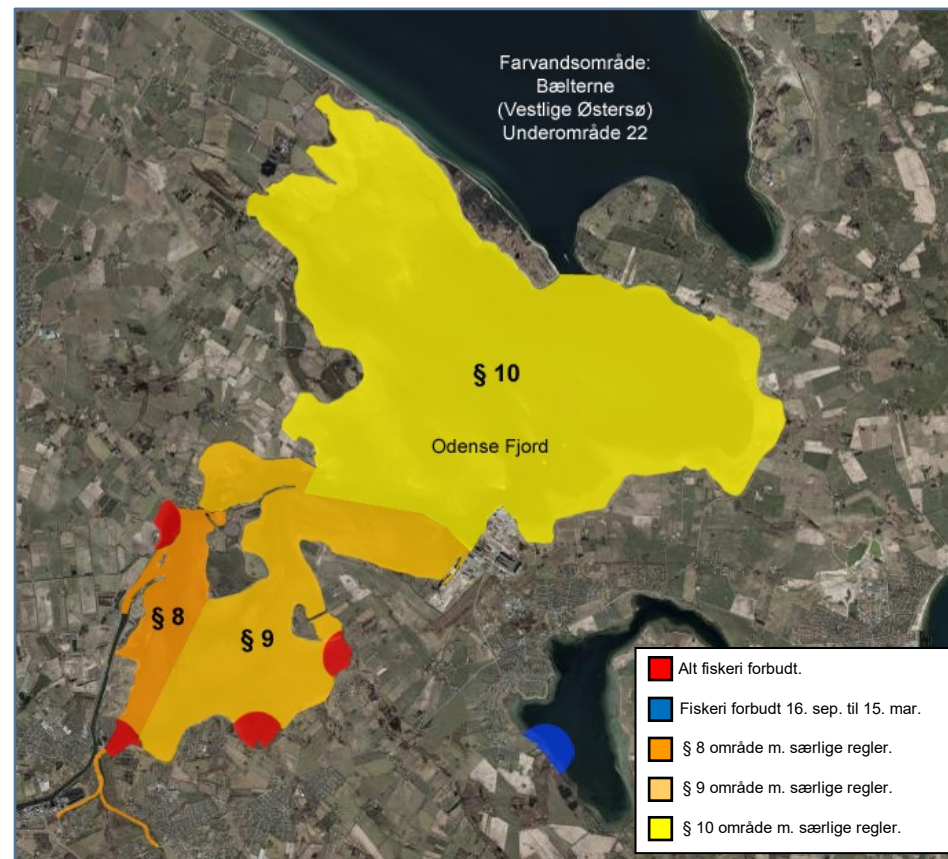 Farvandsområde:
Bælterne
(Vestlige Østersø)
Underområde 22
§ 10
Odense Fjord
§ 8
§ 9
Alt fiskeri forbudt.
Fiskeri forbudt 16. sep. til 15. mar.
§ 8 område m. særlige regler.
§ 9 område m. særlige regler.
§ 10 område m. særlige regler.